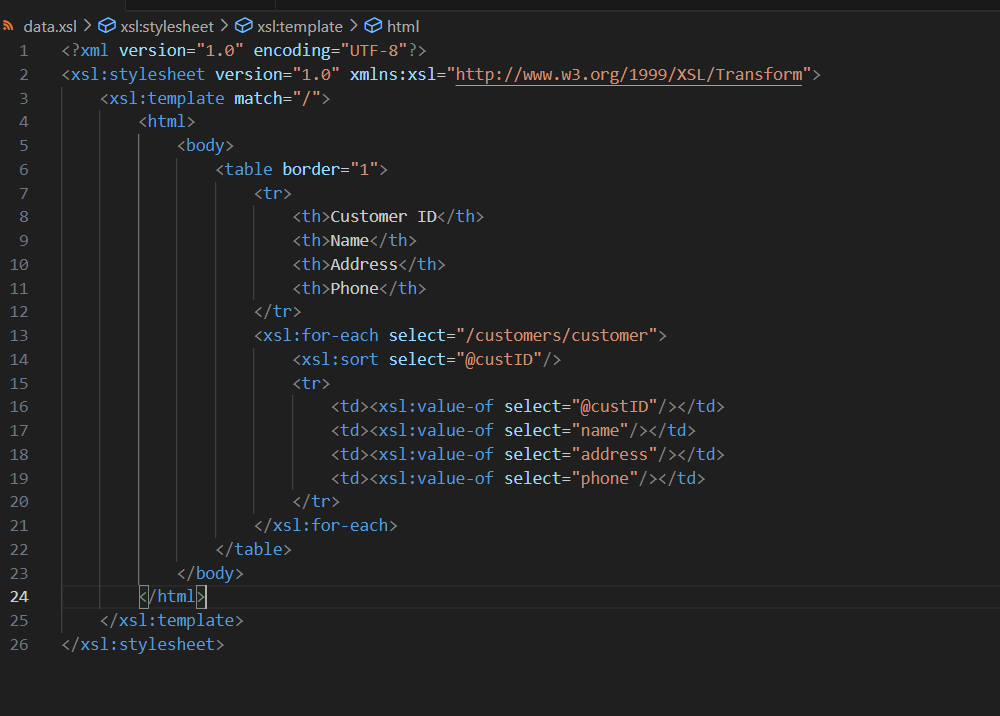 data.xsl > xsl:stylesheet > xsl:template > html
1 <?xml version="1.0" encoding="UTF-8"?>
2 <xsl:stylesheet version="1.0" xmlns:xsl="http://www.w3.org/1999/XSL/Transform">
3     <xsl:template match="/">
4         <html>
5             <body>
6                 <table border="1">
7                     <tr>
8                         <th>Customer ID</th>
9                         <th>Name</th>
10                         <th>Address</th>
11                         <th>Phone</th>
12                     </tr>
13                     <xsl:for-each select="/customers/customer">
14                         <xsl:sort select="@custID"/>
15                         <tr>
16                             <td><xsl:value-of select="@custID"/></td>
17                             <td><xsl:value-of select="name"/></td>
18                             <td><xsl:value-of select="address"/></td>
19                             <td><xsl:value-of select="phone"/></td>
20                         </tr>
21                     </xsl:for-each>
22                 </table>
23             </body>
24         </html>
25     </xsl:template>
26 </xsl:stylesheet>